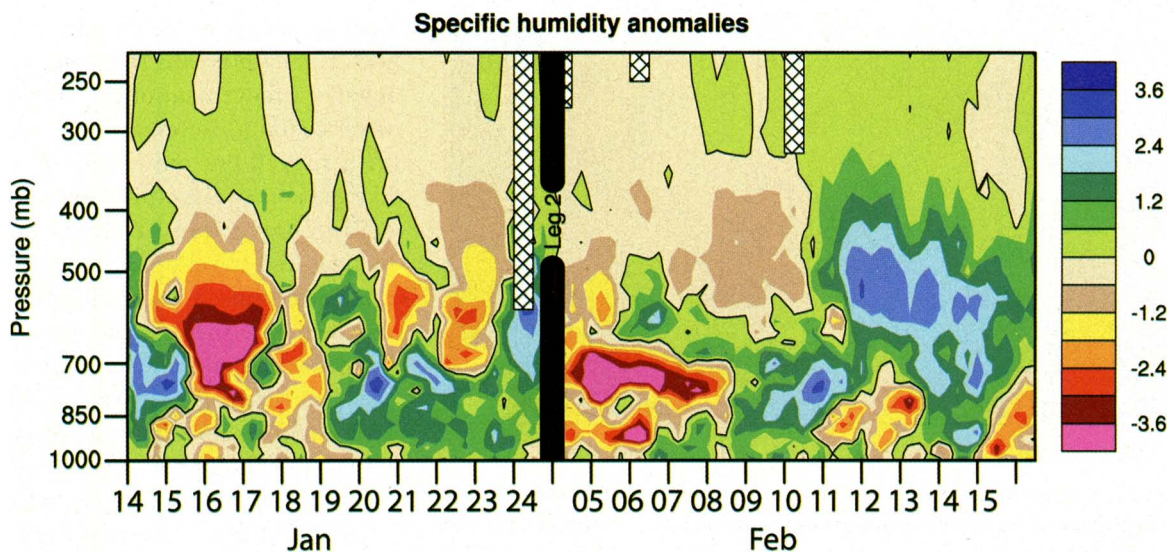 Specific humidity anomalies
Pressure (mb)
250
300
400
500
700
850
1000
Leg 2
14 15 16 17 18 19 20 21 22 23 24 05 06 07 08 09 10 11 12 13 14 15
Jan Feb
3.6
2.4
1.2
0
-1.2
-2.4
-3.6